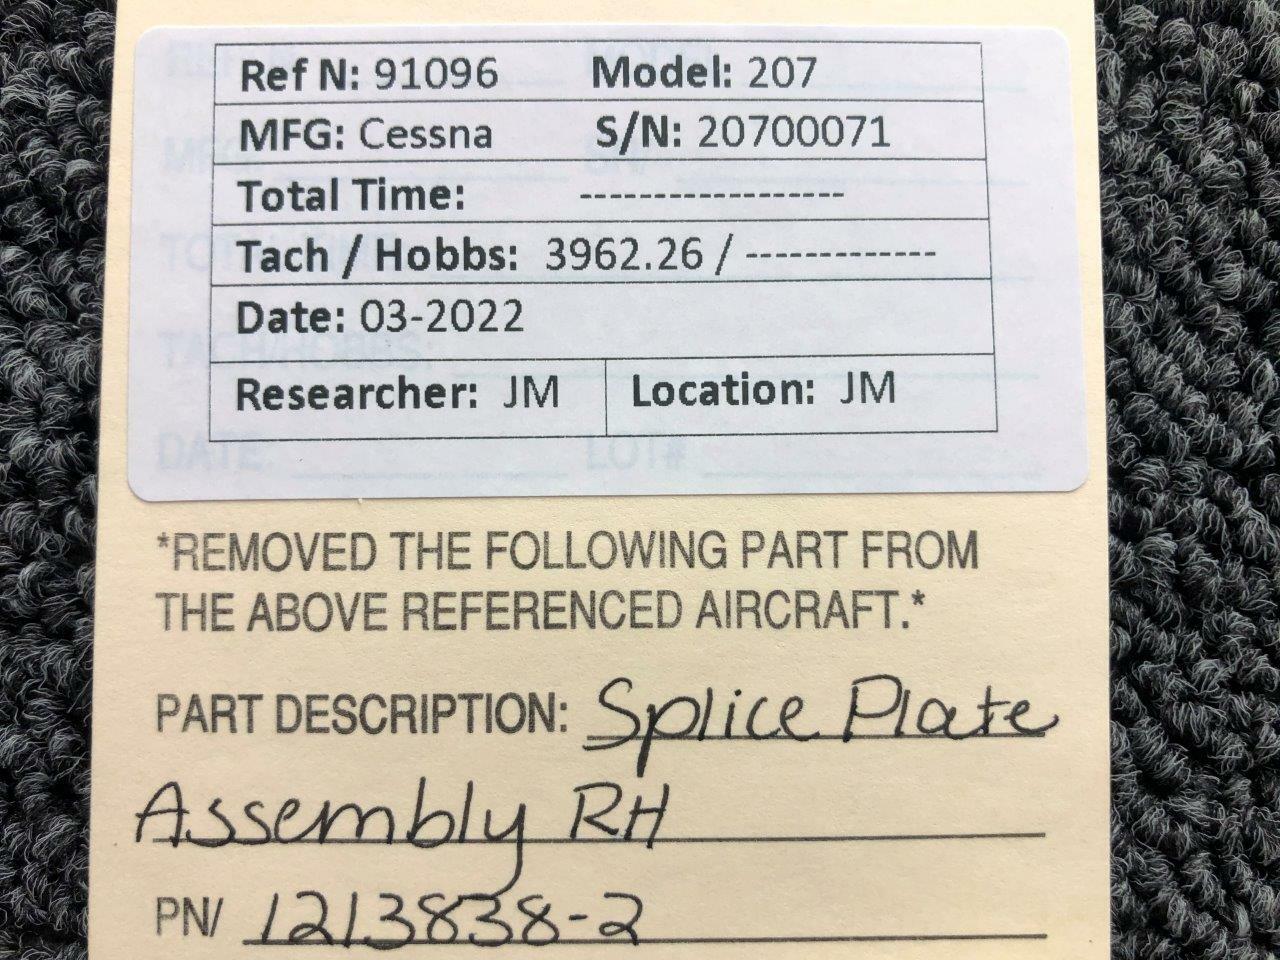 Ref N: 91096 Model: 207
MFG: Cessna S/N: 20700071
Total Time: -----------------
Tach / Hobbs: 3962.26 / -------------
Date: 03-2022
Researcher: JM Location: JM
DATE: LOT#
*REMOVED THE FOLLOWING PART FROM
THE ABOVE REFERENCED AIRCRAFT.*
PART DESCRIPTION: Splice Plate
Assembly RH
PN/ 1213838-2